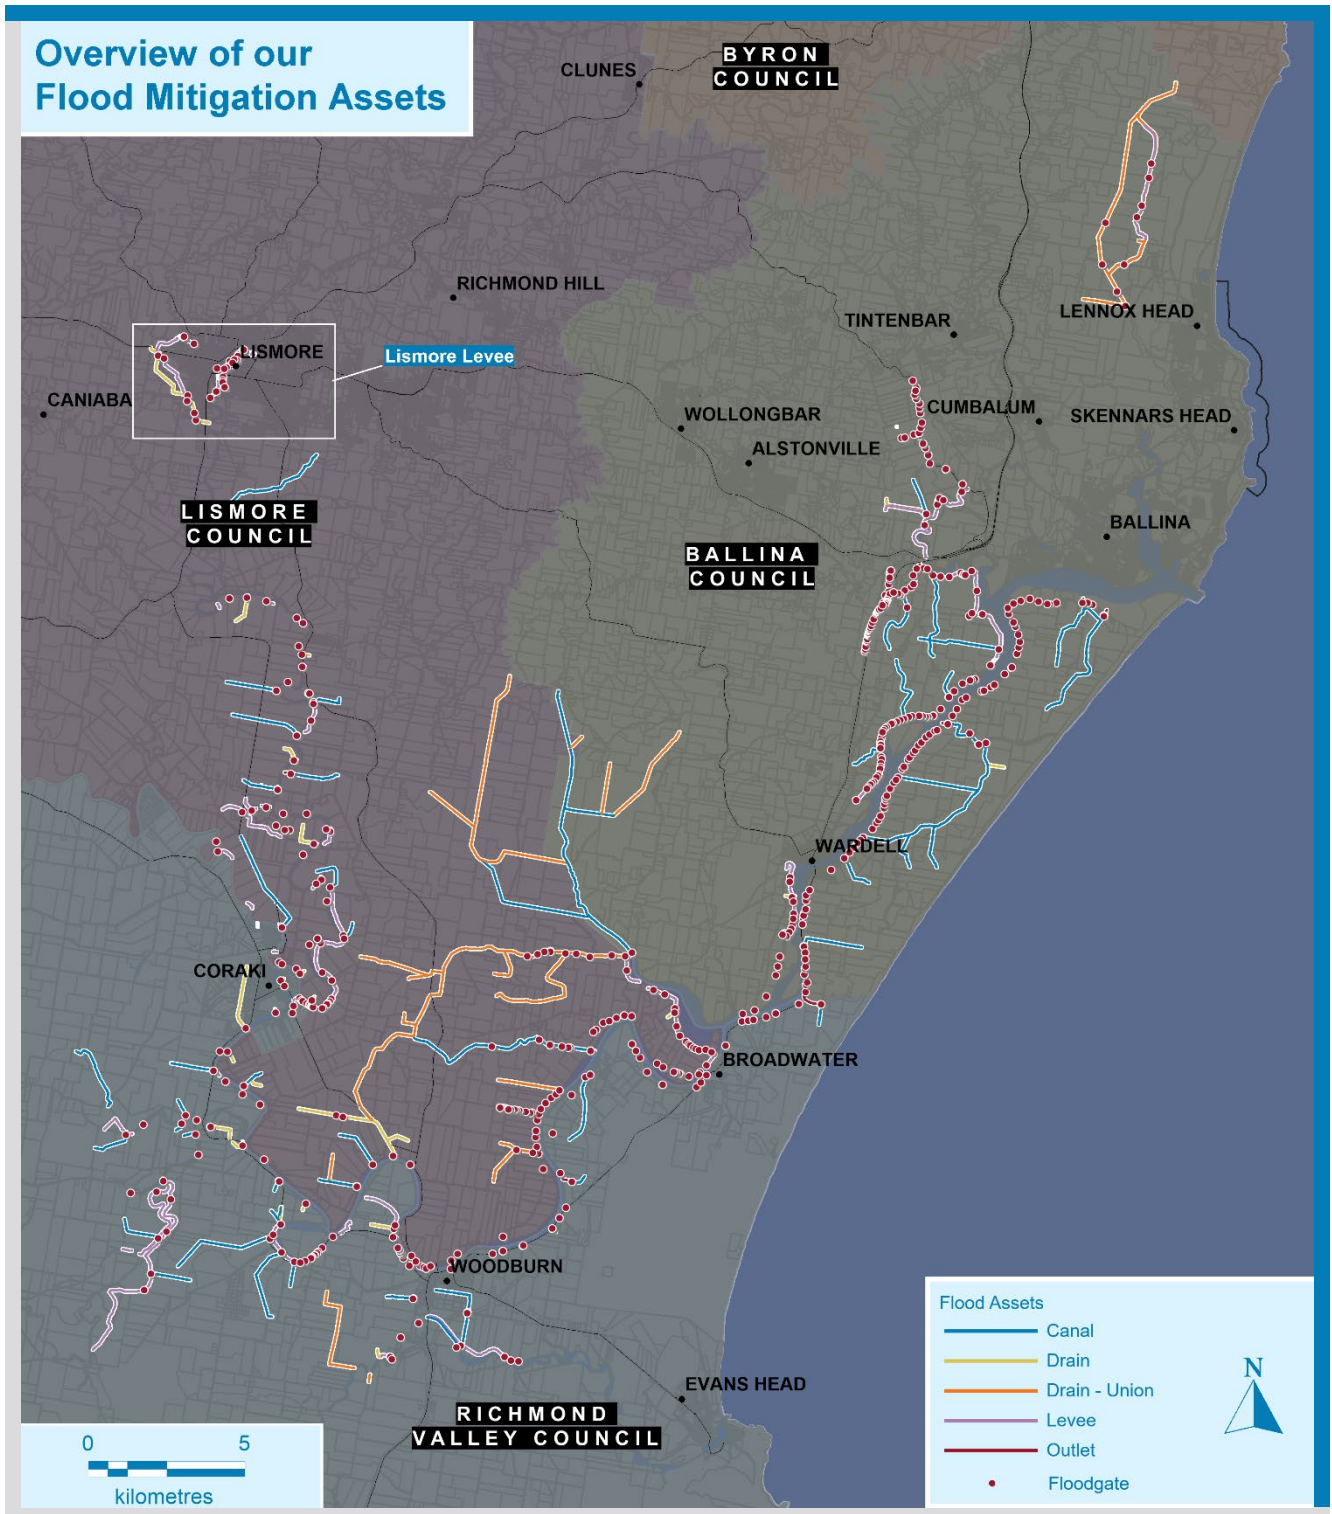 Overview of our
Flood Mitigation Assets
BYRON
COUNCIL
CLUNES
RICHMOND HILL
LENNOX HEAD
TINTENBAR
LISMORE
Lismore Levee
CANIABA
WOLLONGBAR
CUMBALUM
SKENNARS HEAD
ALSTONVILLE
LISMORE
COUNCIL
BALLINA
BALLINA
COUNCIL
WARDELL
CORAKI
BROADWATER
WOODBURN
EVANS HEAD
RICHMOND
VALLEY COUNCIL
0 5
kilometres
Flood Assets
Canal
Drain
Drain - Union
Levee
Outlet
Floodgate
N